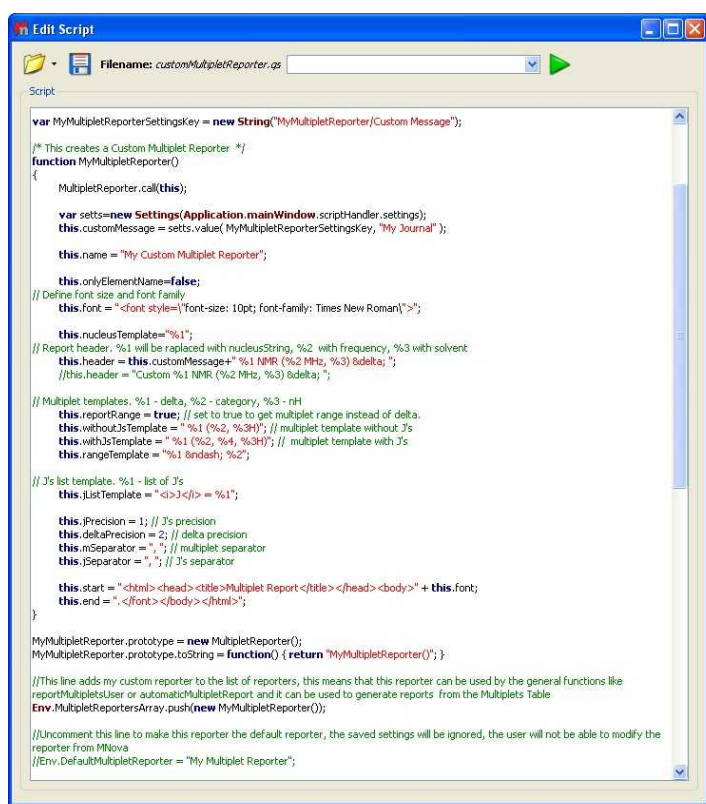 Edit Script
Filename: customMultipletReporter.qs
Script
var MyMultipletReporterSettingsKey = new String("MyMultipletReporter/Custom Message");
/* This creates a Custom Multiplet Reporter */
function MyMultipletReporter()
{
MultipletReporter.call(this);
var setts=new Settings(Application.mainWindow.scriptHandler.settings);
this.customMessage = setts.value( MyMultipletReporterSettingsKey, "My Journal" );
this.name = "My Custom Multiplet Reporter";
this.onlyElementName=false;
// Define font size and font family
this.font = "<font style=\"font-size: 10pt; font-family: Times New Roman\">";
this.nucleusTemplate="%1";
// Report header. %1 will be raplaced with nucleusString, %2 with frequency, %3 with solvent
this.header = this.customMessage+" %1 NMR (%2 MHz, %3) &delta; ";
//this.header = "Custom %1 NMR (%2 MHz, %3) &delta; ";
// Multiplet templates. %1 - delta, %2 - category, %3 - nH
this.reportRange = true; // set to true to get multiplet range instead of delta.
this.withoutJsTemplate = " %1 (%2, %3H)"; // multiplet template without J's
this.withJsTemplate = " %1 (%2, %4, %3H)"; // multiplet template with J's
this.rangeTemplate = "%1 &ndash; %2";
// J's list template. %1 - list of J's
this.jListTemplate = "<i>J</i> = %1";
this.jPrecision = 1; // J's precision
this.deltaPrecision = 2; // delta precision
this.mSeparator = ", "; // multiplet separator
this.jSeparator = ", "; // J's separator
this.start = "<html><head><title>Multiplet Report</title></head><body>" + this.font;
this.end = ".</font></body></html>";
}
MyMultipletReporter.prototype = new MultipletReporter();
MyMultipletReporter.prototype.toString = function() { return "MyMultipletReporter()"; }
//This line adds my custom reporter to the list of reporters, this means that this reporter can be used by the general functions like
reportMultipletsUser or automaticMultipletReport and it can be used to generate reports from the Multiplets Table
Env.MultipletReportersArray.push(new MyMultipletReporter());
//Uncomment this line to make this reporter the default reporter, the saved settings will be ignored, the user will not be able to modify the
reporter from MNova
//Env.DefaultMultipletReporter = "My Multiplet Reporter";